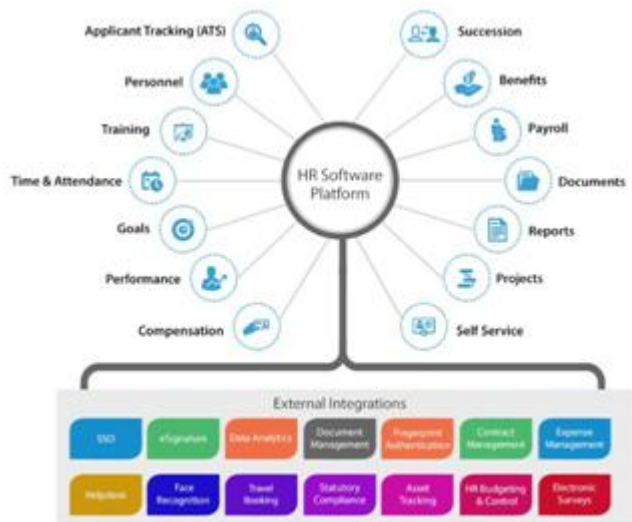 Applicant Tracking (ATS)
Succession
Personnel
Benefits
Training
Payroll
Time & Attendance
HR Software
Platform
Documents
Goals
Reports
Performance
Projects
Compensation
Self Service
External Integrations
SSO
eSignature
Data Analytics
Document
Management
Fingerprint
Authentication
Contract
Management
Expense
Management
Helpdesk
Face
Recognition
Travel
Booking
Statutory
Compliance
Asset
Tracking
HR Budgeting
& Control
Electronic
Surveys